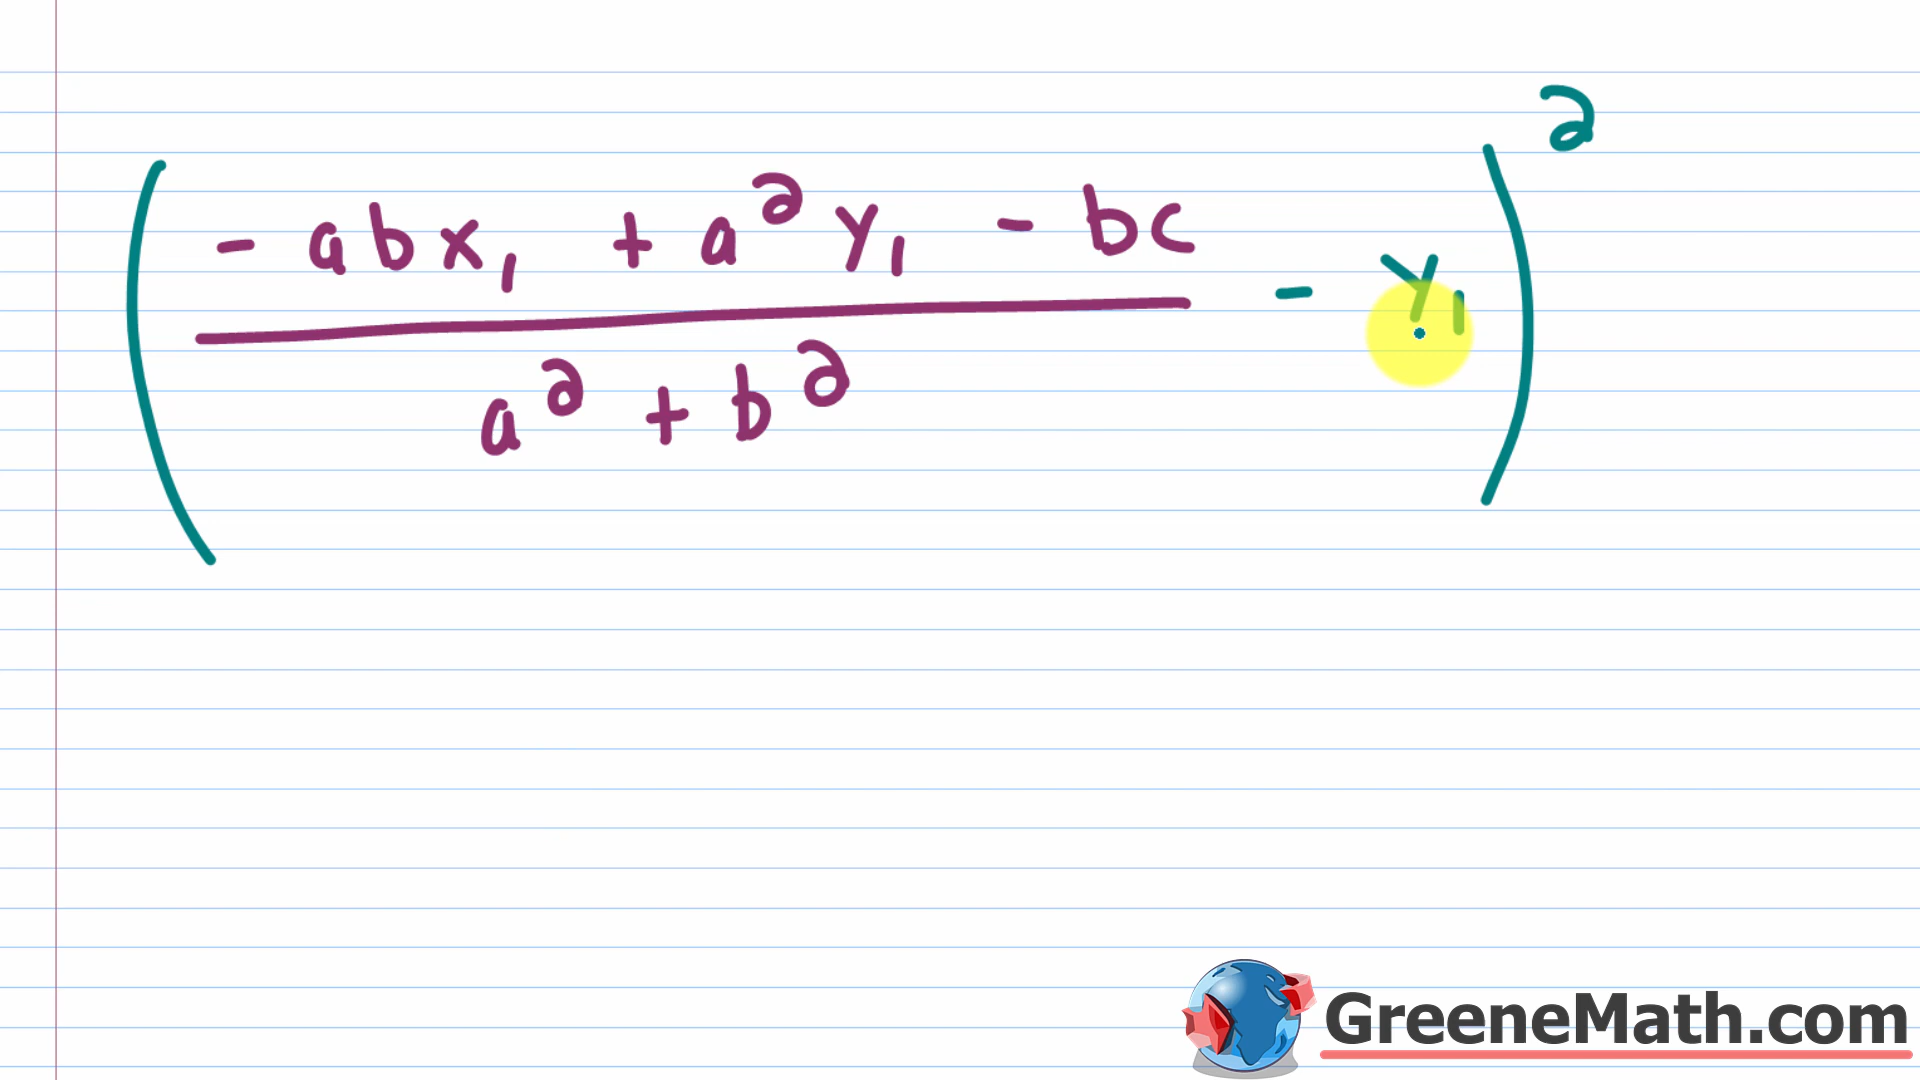 ( (-abx₁ + a²y₁ - bc) / (a² + b²) - y₁ )²
GreeneMath.com